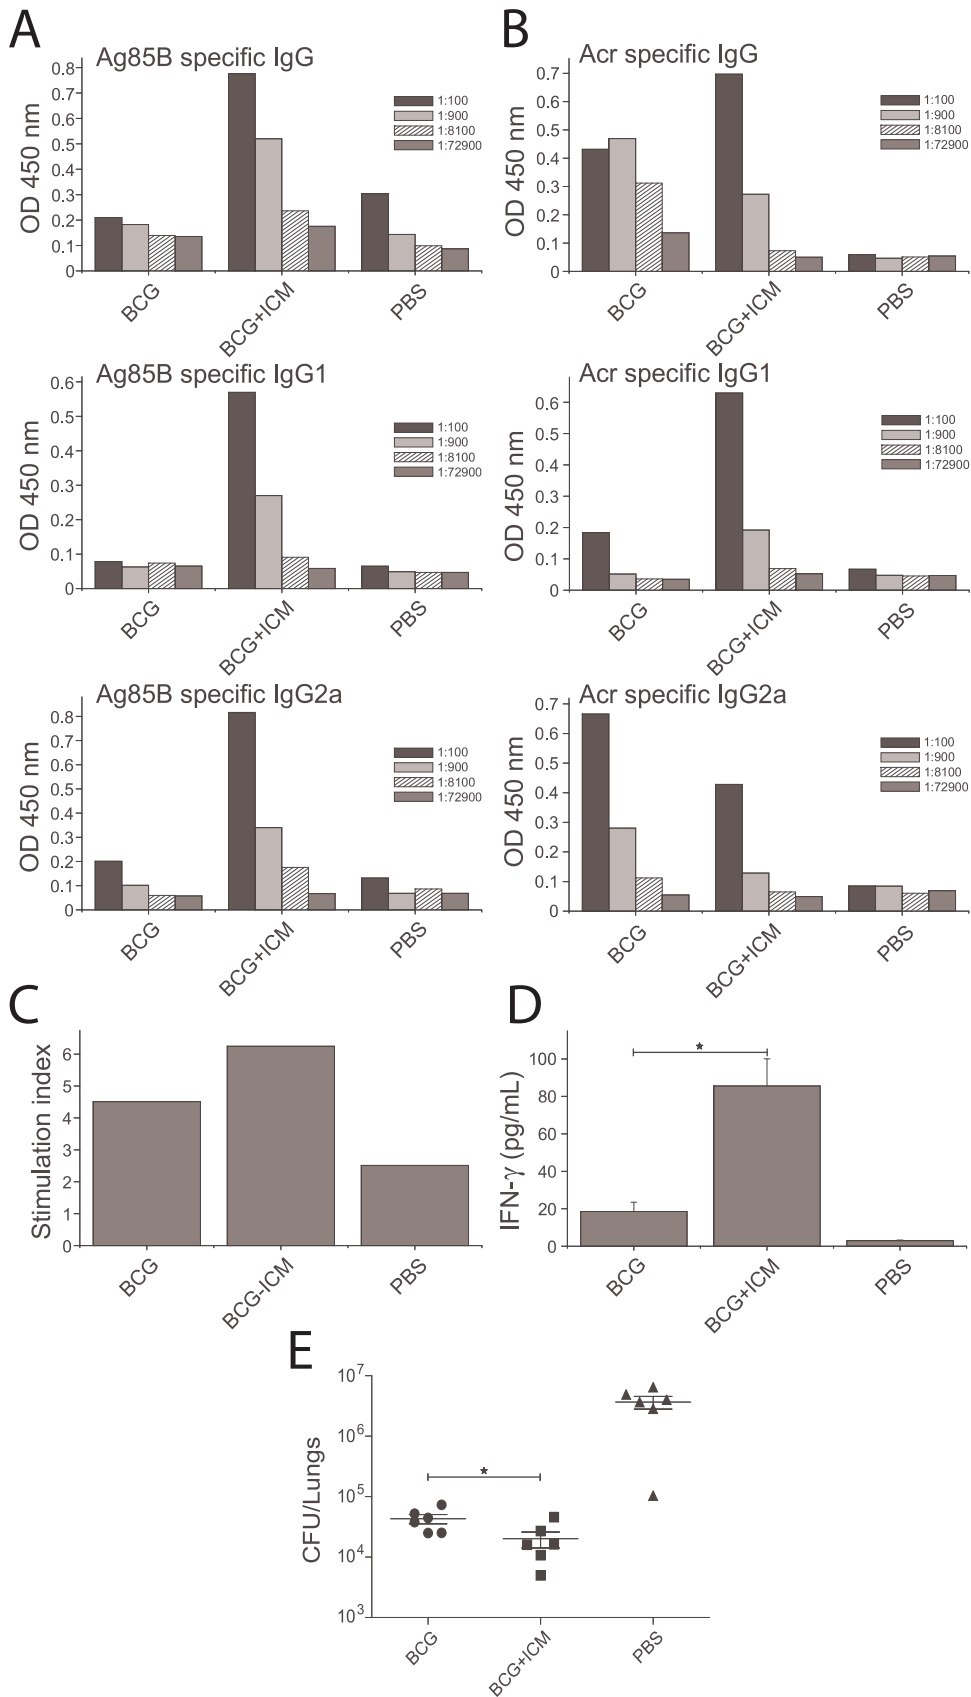 A
Ag85B specific IgG
OD 450 nm
0.8
0.7
0.6
0.5
0.4
0.3
0.2
0.1
0
1:100
1:900
1:8100
1:72900
BCG
BCG+ICM
PBS
B
Acr specific IgG
OD 450 nm
0.7
0.6
0.5
0.4
0.3
0.2
0.1
0
1:100
1:900
1:8100
1:72900
BCG
BCG+ICM
PBS
Ag85B specific IgG1
OD 450 nm
0.6
0.5
0.4
0.3
0.2
0.1
0
1:100
1:900
1:8100
1:72900
BCG
BCG+ICM
PBS
Acr specific IgG1
OD 450 nm
0.6
0.5
0.4
0.3
0.2
0.1
0
1:100
1:900
1:8100
1:72900
BCG
BCG+ICM
PBS
Ag85B specific IgG2a
OD 450 nm
0.8
0.7
0.6
0.5
0.4
0.3
0.2
0.1
0
1:100
1:900
1:8100
1:72900
BCG
BCG+ICM
PBS
Acr specific IgG2a
OD 450 nm
0.7
0.6
0.5
0.4
0.3
0.2
0.1
0
1:100
1:900
1:8100
1:72900
BCG
BCG+ICM
PBS
C
Stimulation index
6
5
4
3
2
1
0
BCG
BCG-ICM
PBS
D
IFN-γ (pg/mL)
100
80
60
40
20
0
*
BCG
BCG+ICM
PBS
E
CFU/Lungs
10⁷
10⁶
10⁵
10⁴
10³
*
BCG
BCG+ICM
PBS